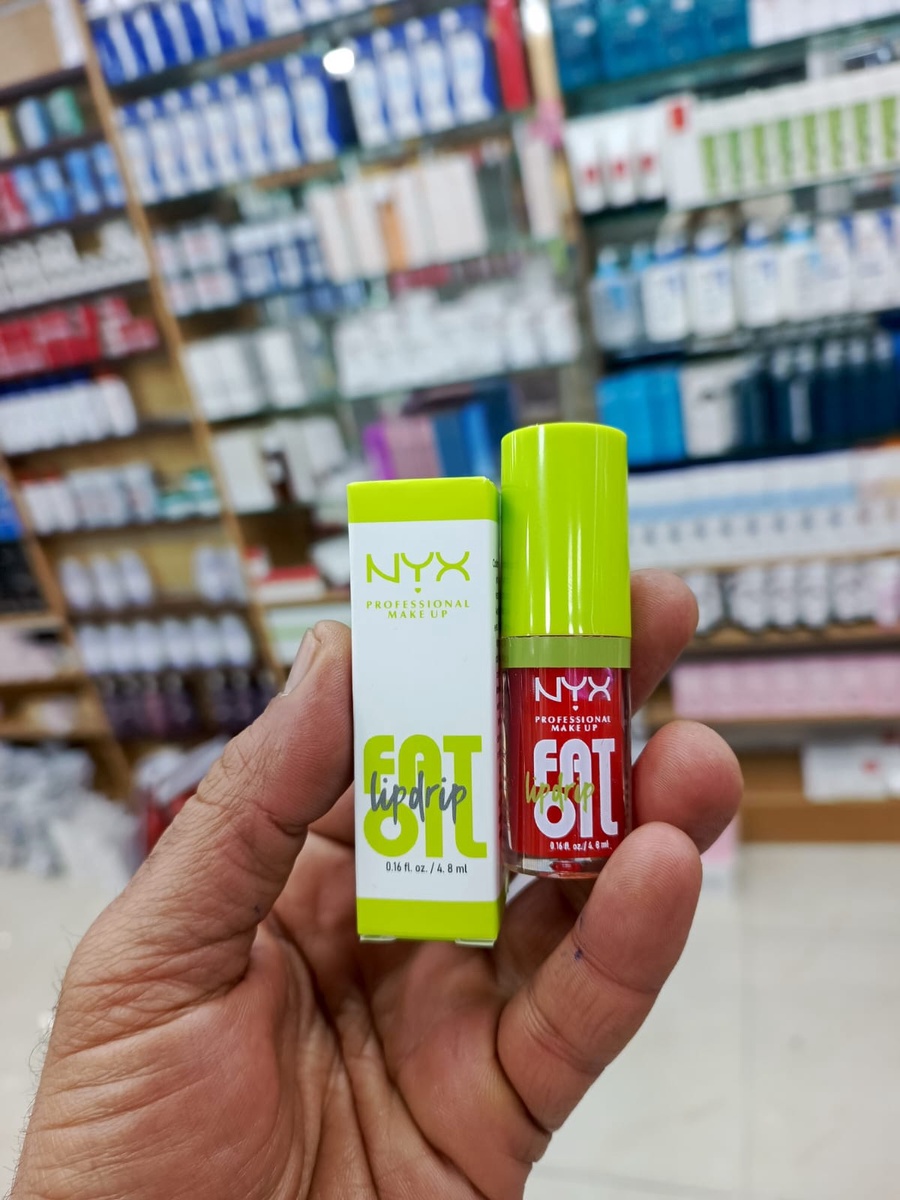 NYX
PROFESSIONAL
MAKE UP
FAT
lipdrip
OIL
0.16 fl. oz. / 4. 8 ml
NYX
PROFESSIONAL
MAKE UP
FAT
lipdrip
OIL
0.16 fl. oz. / 4. 8 ml